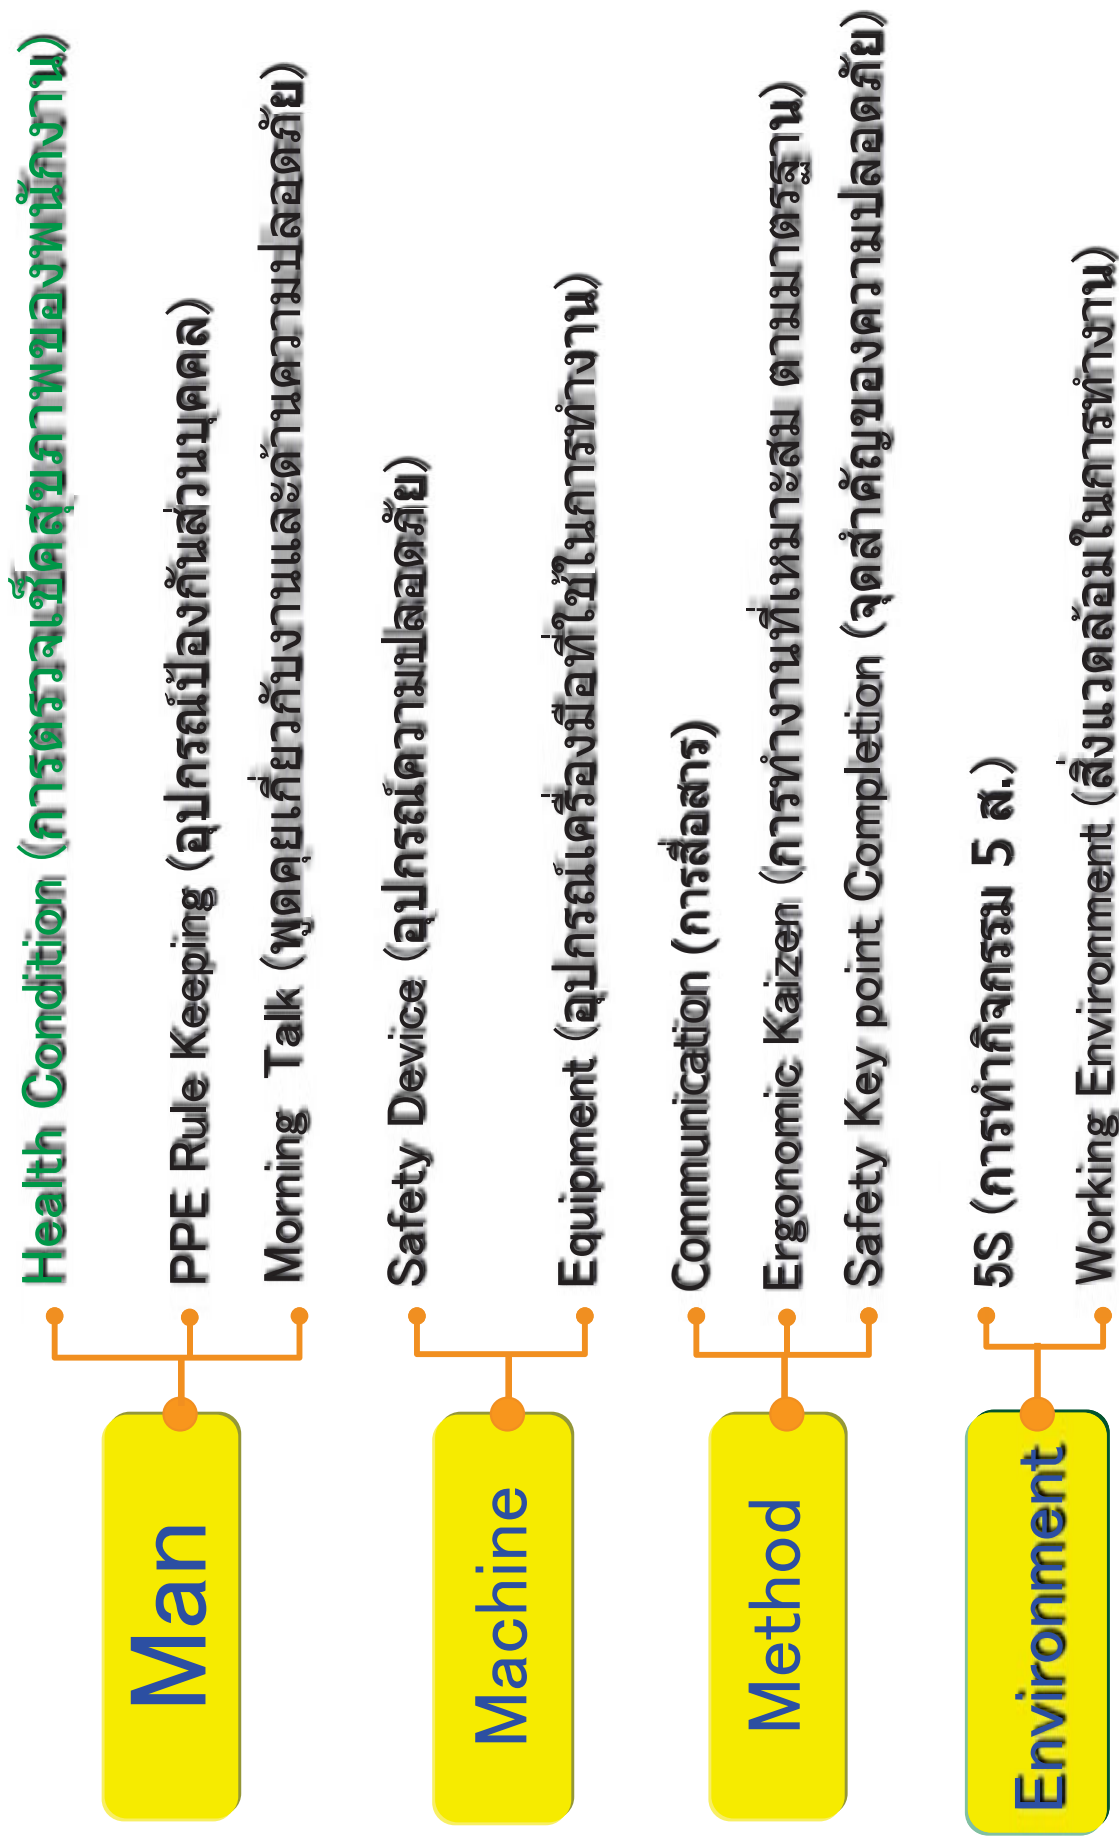 Man
Health Condition (การตรวจเช็คสุขภาพของพนักงาน)
PPE Rule Keeping (อุปกรณ์ป้องกันส่วนบุคคล)
Morning Talk (พูดคุยเกี่ยวกับงานและด้านความปลอดภัย)
Machine
Safety Device (อุปกรณ์ความปลอดภัย)
Equipment (อุปกรณ์เครื่องมือที่ใช้ในการทำงาน)
Method
Communication (การสื่อสาร)
Ergonomic Kaizen (การทำงานที่เหมาะสม ตามมาตรฐาน)
Safety Key point Completion (จุดสำคัญของความปลอดภัย)
Environment
5S (การทำกิจกรรม 5 ส.)
Working Environment (สิ่งแวดล้อมในการทำงาน)